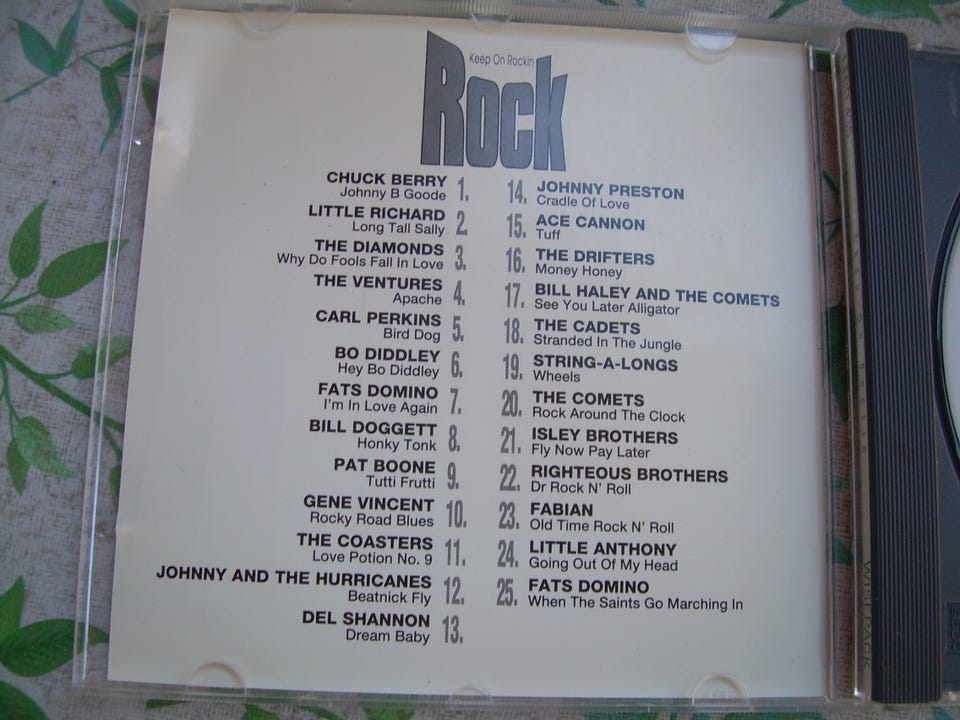 Keep On Rockin
Rock
CHUCK BERRY 1.
Johnny B Goode
LITTLE RICHARD 2.
Long Tall Sally
THE DIAMONDS 3.
Why Do Fools Fall In Love
THE VENTURES 4.
Apache
CARL PERKINS 5.
Bird Dog
BO DIDDLEY 6.
Hey Bo Diddley
FATS DOMINO 7.
I'm In Love Again
BILL DOGGETT 8.
Honky Tonk
PAT BOONE 9.
Tutti Frutti
GENE VINCENT 10.
Rocky Road Blues
THE COASTERS 11.
Love Potion No. 9
JOHNNY AND THE HURRICANES 12.
Beatnick Fly
DEL SHANNON 13.
Dream Baby
14. JOHNNY PRESTON
Cradle Of Love
15. ACE CANNON
Tuff
16. THE DRIFTERS
Money Honey
17. BILL HALEY AND THE COMETS
See You Later Alligator
18. THE CADETS
Stranded In The Jungle
19. STRING-A-LONGS
Wheels
20. THE COMETS
Rock Around The Clock
21. ISLEY BROTHERS
Fly Now Pay Later
22. RIGHTEOUS BROTHERS
Dr Rock N' Roll
23. FABIAN
Old Time Rock N' Roll
24. LITTLE ANTHONY
Going Out Of My Head
25. FATS DOMINO
When The Saints Go Marching In